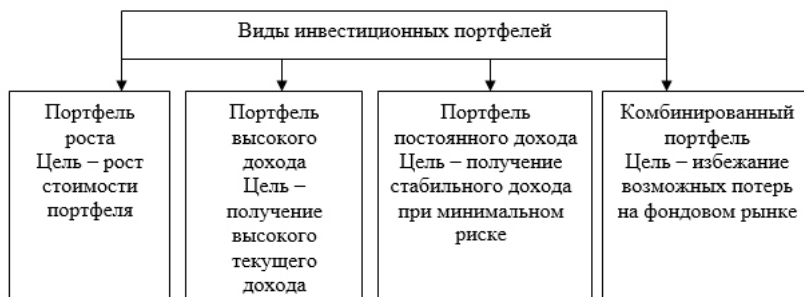 Виды инвестиционных портфелей
Портфель
роста
Цель – рост
стоимости
портфеля
Портфель
высокого
дохода
Цель –
получение
высокого
текущего
дохода
Портфель
постоянного дохода
Цель – получение
стабильного дохода
при минимальном
риске
Комбинированный
портфель
Цель – избежание
возможных потерь
на фондовом рынке